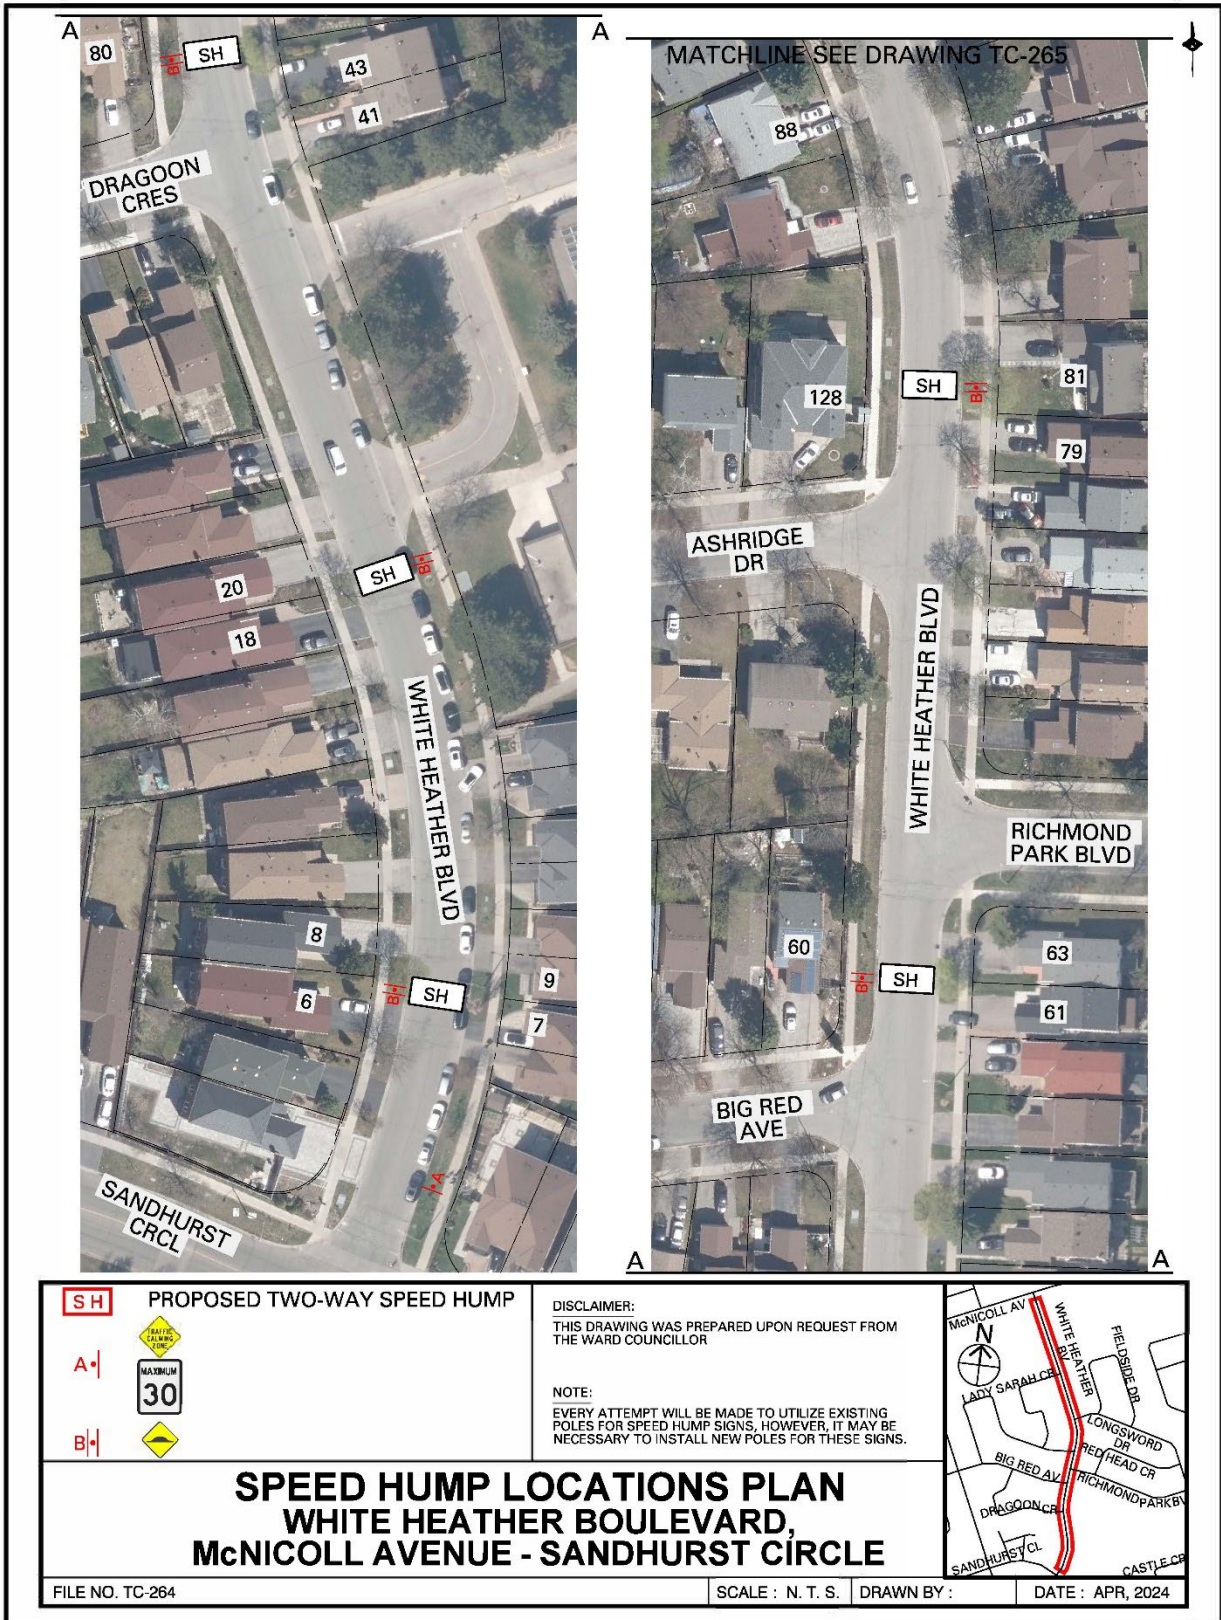 A
A
80
B
SH
43
41
DRAGOON
CRES
SH
B
20
18
WHITE HEATHER BLVD
8
6
B
SH
9
7
A
SANDHURST
CRCL
MATCHLINE SEE DRAWING TC-265
88
SH
B
81
128
79
ASHRIDGE
DR
WHITE HEATHER BLVD
RICHMOND
PARK BLVD
60
B
SH
63
61
BIG RED
AVE
A
A
SH
PROPOSED TWO-WAY SPEED HUMP
A
TRAFFIC
CALMING
ZONE
MAXIMUM
30
B
DISCLAIMER:
THIS DRAWING WAS PREPARED UPON REQUEST FROM
THE WARD COUNCILLOR
NOTE:
EVERY ATTEMPT WILL BE MADE TO UTILIZE EXISTING
POLES FOR SPEED HUMP SIGNS, HOWEVER, IT MAY BE
NECESSARY TO INSTALL NEW POLES FOR THESE SIGNS.
McNICOLL AV
N
WHITE HEATHER
BV
FIELDSIDE DR
LADY SARAH CR
LONGSWORD
DR
RED HEAD CR
BIG RED AV
RICHMOND PARK BV
DRAGOON CR
SANDHURST CL
CASTLE CR
SPEED HUMP LOCATIONS PLAN
WHITE HEATHER BOULEVARD,
McNICOLL AVENUE - SANDHURST CIRCLE
FILE NO. TC-264
SCALE : N. T. S.
DRAWN BY :
DATE : APR, 2024